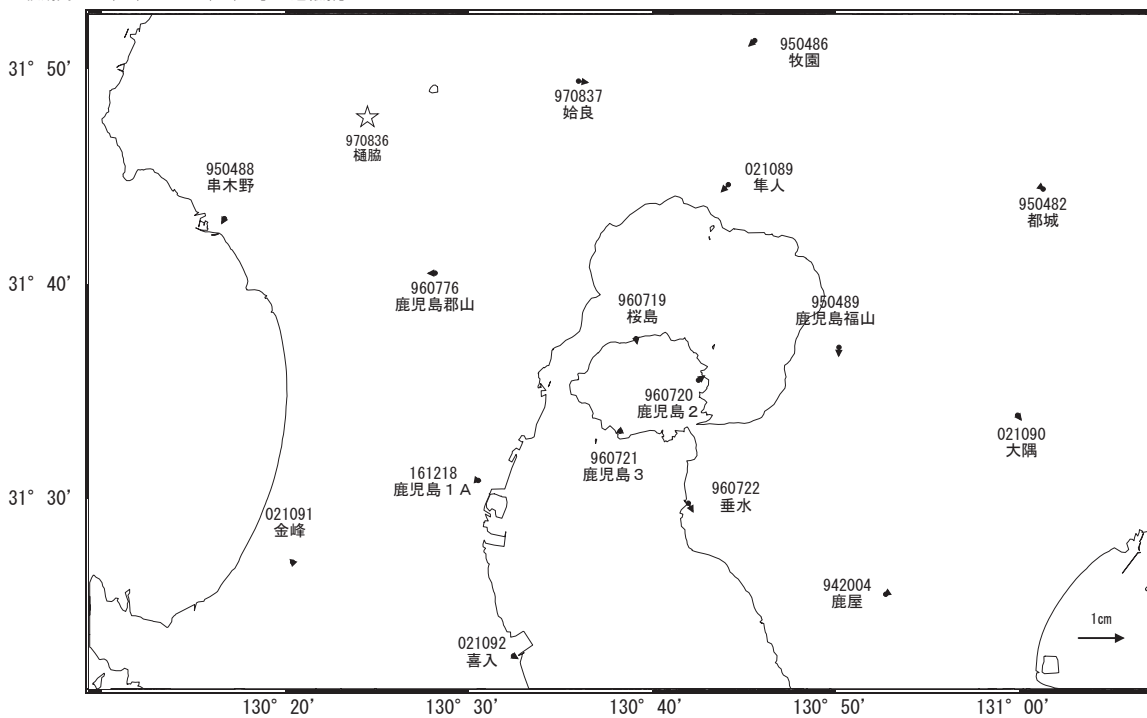 950486
牧園
31° 50'
970837
姶良
970836
樋脇
950488
串木野
021089
隼人
950482
都城
31° 40'
960776
鹿児島郡山
960719
桜島
950489
鹿児島福山
960720
鹿児島２
021090
大隅
960721
鹿児島３
161218
鹿児島１Ａ
31° 30'
960722
垂水
021091
金峰
942004
鹿屋
1cm
021092
喜入
130° 20' 130° 30' 130° 40' 130° 50' 131° 00'